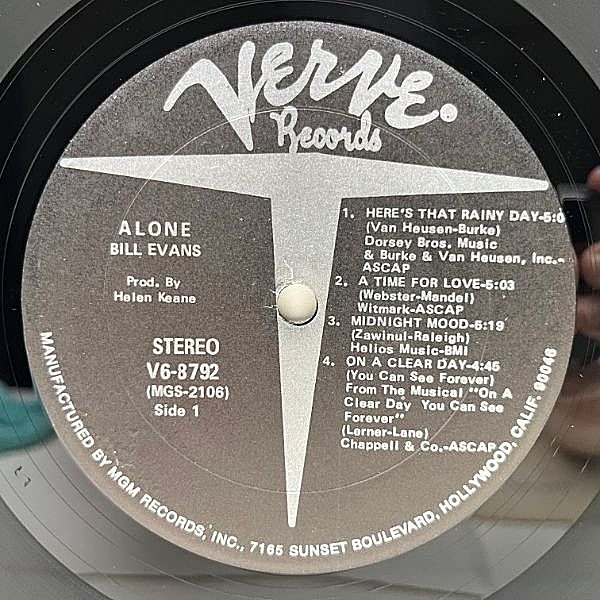 Verve.
Records
ALONE
BILL EVANS
Prod. By
Helen Keane
STEREO
V6-8792
(MGS-2106)
Side 1
1. HERE'S THAT RAINY DAY-5:0
(Van Heusen-Burke)
Dorsey Bros. Music
& Burke & Van Heusen, Inc.-
ASCAP
2. A TIME FOR LOVE-5:03
(Webster-Mandel)
Witmark-ASCAP
3. MIDNIGHT MOOD-5:19
(Zawinul-Raleigh)
Helios Music-BMI
4. ON A CLEAR DAY-4:45
(You Can See Forever)
From The Musical "On A
Clear Day You Can See
Forever"
(Lerner-Lane)
Chappell & Co.-ASCAP
MANUFACTURED BY MGM RECORDS, INC., 7165 SUNSET BOULEVARD, HOLLYWOOD, CALIF. 90046